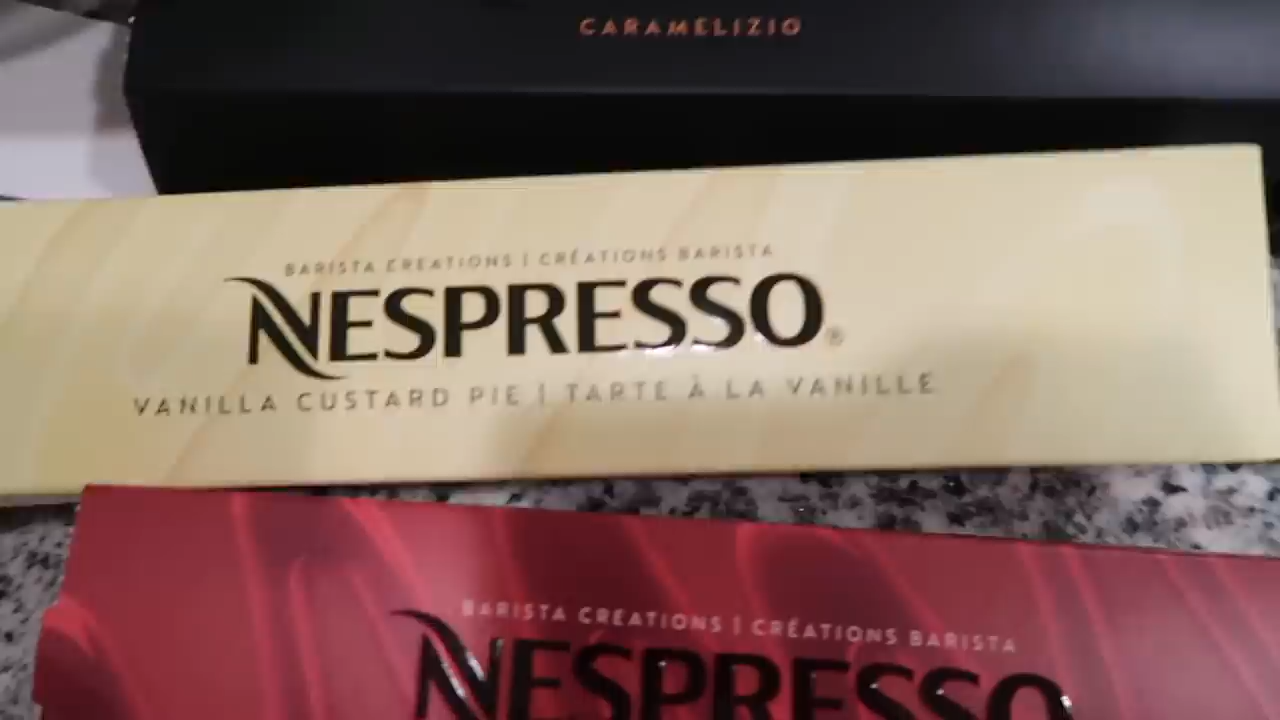 CARAMELIZIO
BARISTA CREATIONS | CRÉATIONS BARISTA
NESPRESSO®
VANILLA CUSTARD PIE | TARTE À LA VANILLE
BARISTA CREATIONS | CRÉATIONS BARISTA
NESPRESSO